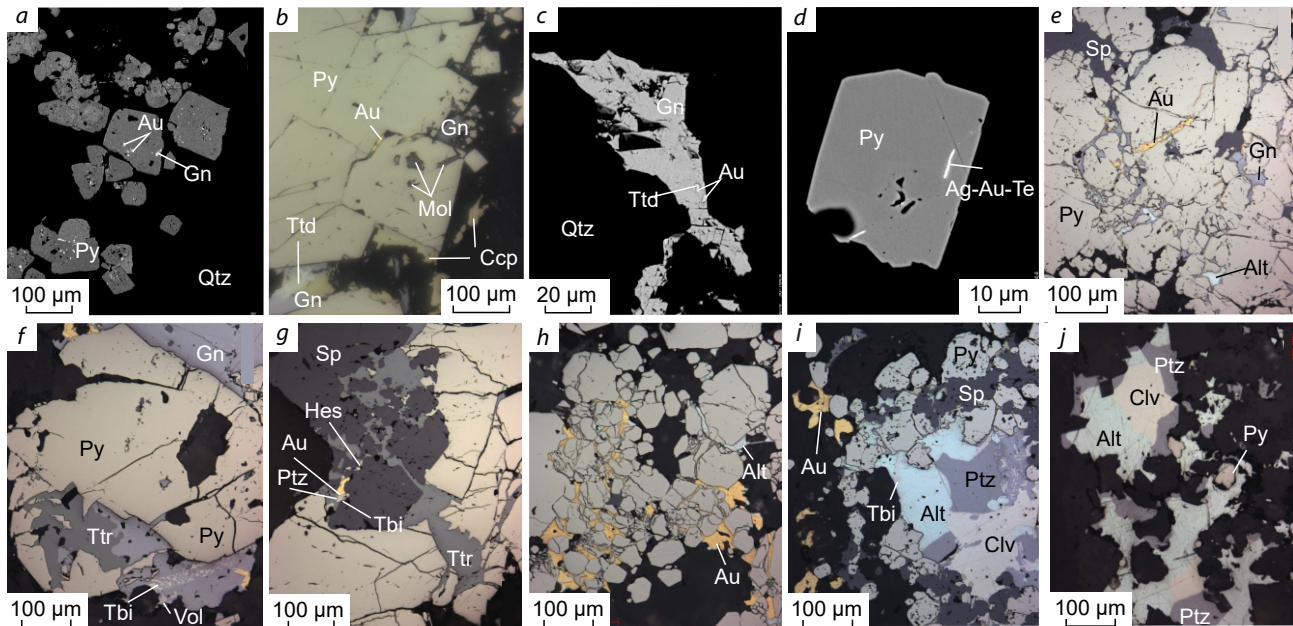 a
Au
Gn
Py
Qtz
100 µm
b
Py
Au
Gn
Mol
Ttd
Ccp
Gn
100 µm
c
Gn
Au
Ttd
Qtz
20 µm
d
Py
Ag-Au-Te
10 µm
e
Sp
Au
Gn
Py
Alt
100 µm
f
Gn
Py
Ttr
Py
Tbi
Vol
100 µm
g
Sp
Hes
Au
Ptz
Tbi
Ttr
100 µm
h
Alt
Au
100 µm
i
Py
Sp
Au
Ptz
Tbi
Alt
Clv
100 µm
j
Ptz
Clv
Alt
Py
Ptz
100 µm